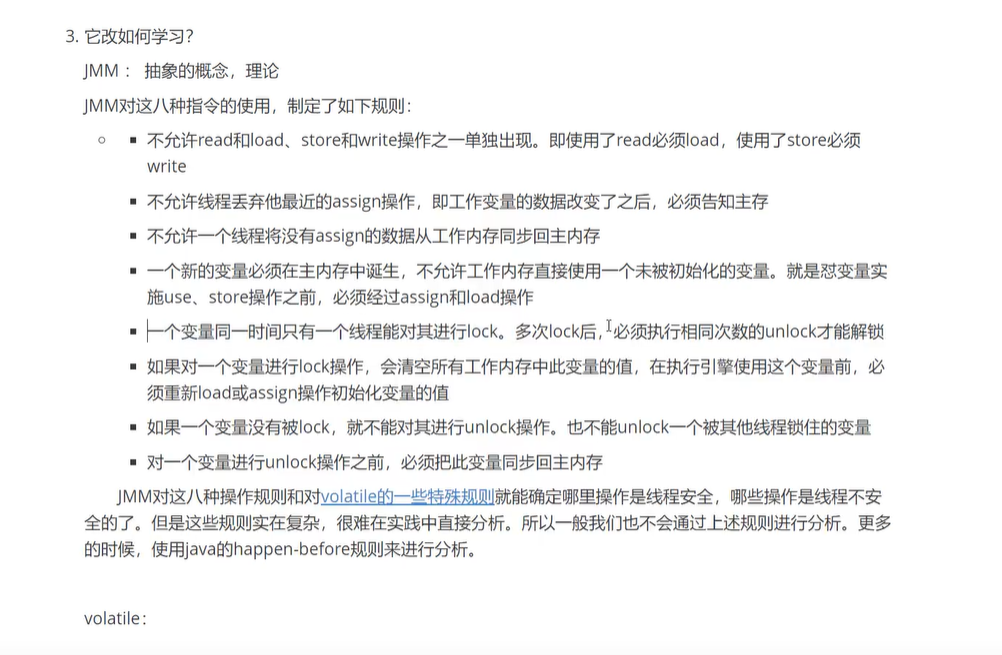 3. 它改如何学习？
JMM： 抽象的概念，理论
JMM对这八种指令的使用，制定了如下规则：
不允许read和load、store和write操作之一单独出现。即使用了read必须load，使用了store必须
write
不允许线程丢弃他最近的assign操作，即工作变量的数据改变了之后，必须告知主存
不允许一个线程将没有assign的数据从工作内存同步回主内存
一个新的变量必须在主内存中诞生，不允许工作内存直接使用一个未被初始化的变量。就是怼变量实
施use、store操作之前，必须经过assign和load操作
一个变量同一时间只有一个线程能对其进行lock。多次lock后，必须执行相同次数的unlock才能解锁
如果对一个变量进行lock操作，会清空所有工作内存中此变量的值，在执行引擎使用这个变量前，必
须重新load或assign操作初始化变量的值
如果一个变量没有被lock，就不能对其进行unlock操作。也不能unlock一个被其他线程锁住的变量
对一个变量进行unlock操作之前，必须把此变量同步回主内存
JMM对这八种操作规则和对volatile的一些特殊规则就能确定哪里操作是线程安全，哪些操作是线程不安
全的了。但是这些规则实在复杂，很难在实践中直接分析。所以一般我们也不会通过上述规则进行分析。更多
的时候，使用java的happen-before规则来进行分析。
volatile：